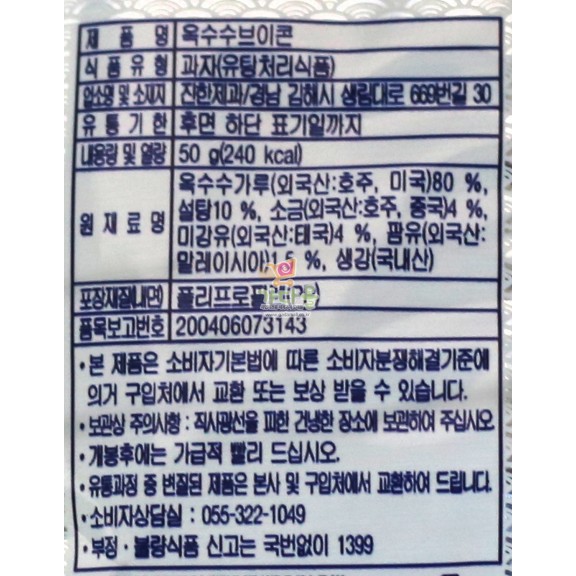 제품명 옥수수브이콘
식품유형 과자(유탕처리식품)
업소명 및 소재지 진한제과/경남 김해시 생림대로 669번길 30
유통기한 후면 하단 표기일까지
내용량 및 열량 50 g(240 kcal)
원재료명 옥수수가루(외국산:호주, 미국)80 %,
설탕10 %, 소금(외국산:호주, 중국)4 %,
미강유(외국산:태국)4 %, 팜유(외국산:
말레이시아)1.5 %, 생강(국내산)
포장재질(내면) 폴리프로필렌(PP)
품목보고번호 200406073143
•본 제품은 소비자기본법에 따른 소비자분쟁해결기준에
의거 구입처에서 교환 또는 보상 받을 수 있습니다.
•보관상 주의사항 : 직사광선을 피한 건냉한 장소에 보관하여 주십시오
•개봉후에는 가급적 빨리 드십시오.
•유통과정 중 변질된 제품은 본사 및 구입처에서 교환하여 드립니다.
•소비자상담실 : 055-322-1049
•부정·불량식품 신고는 국번없이 1399